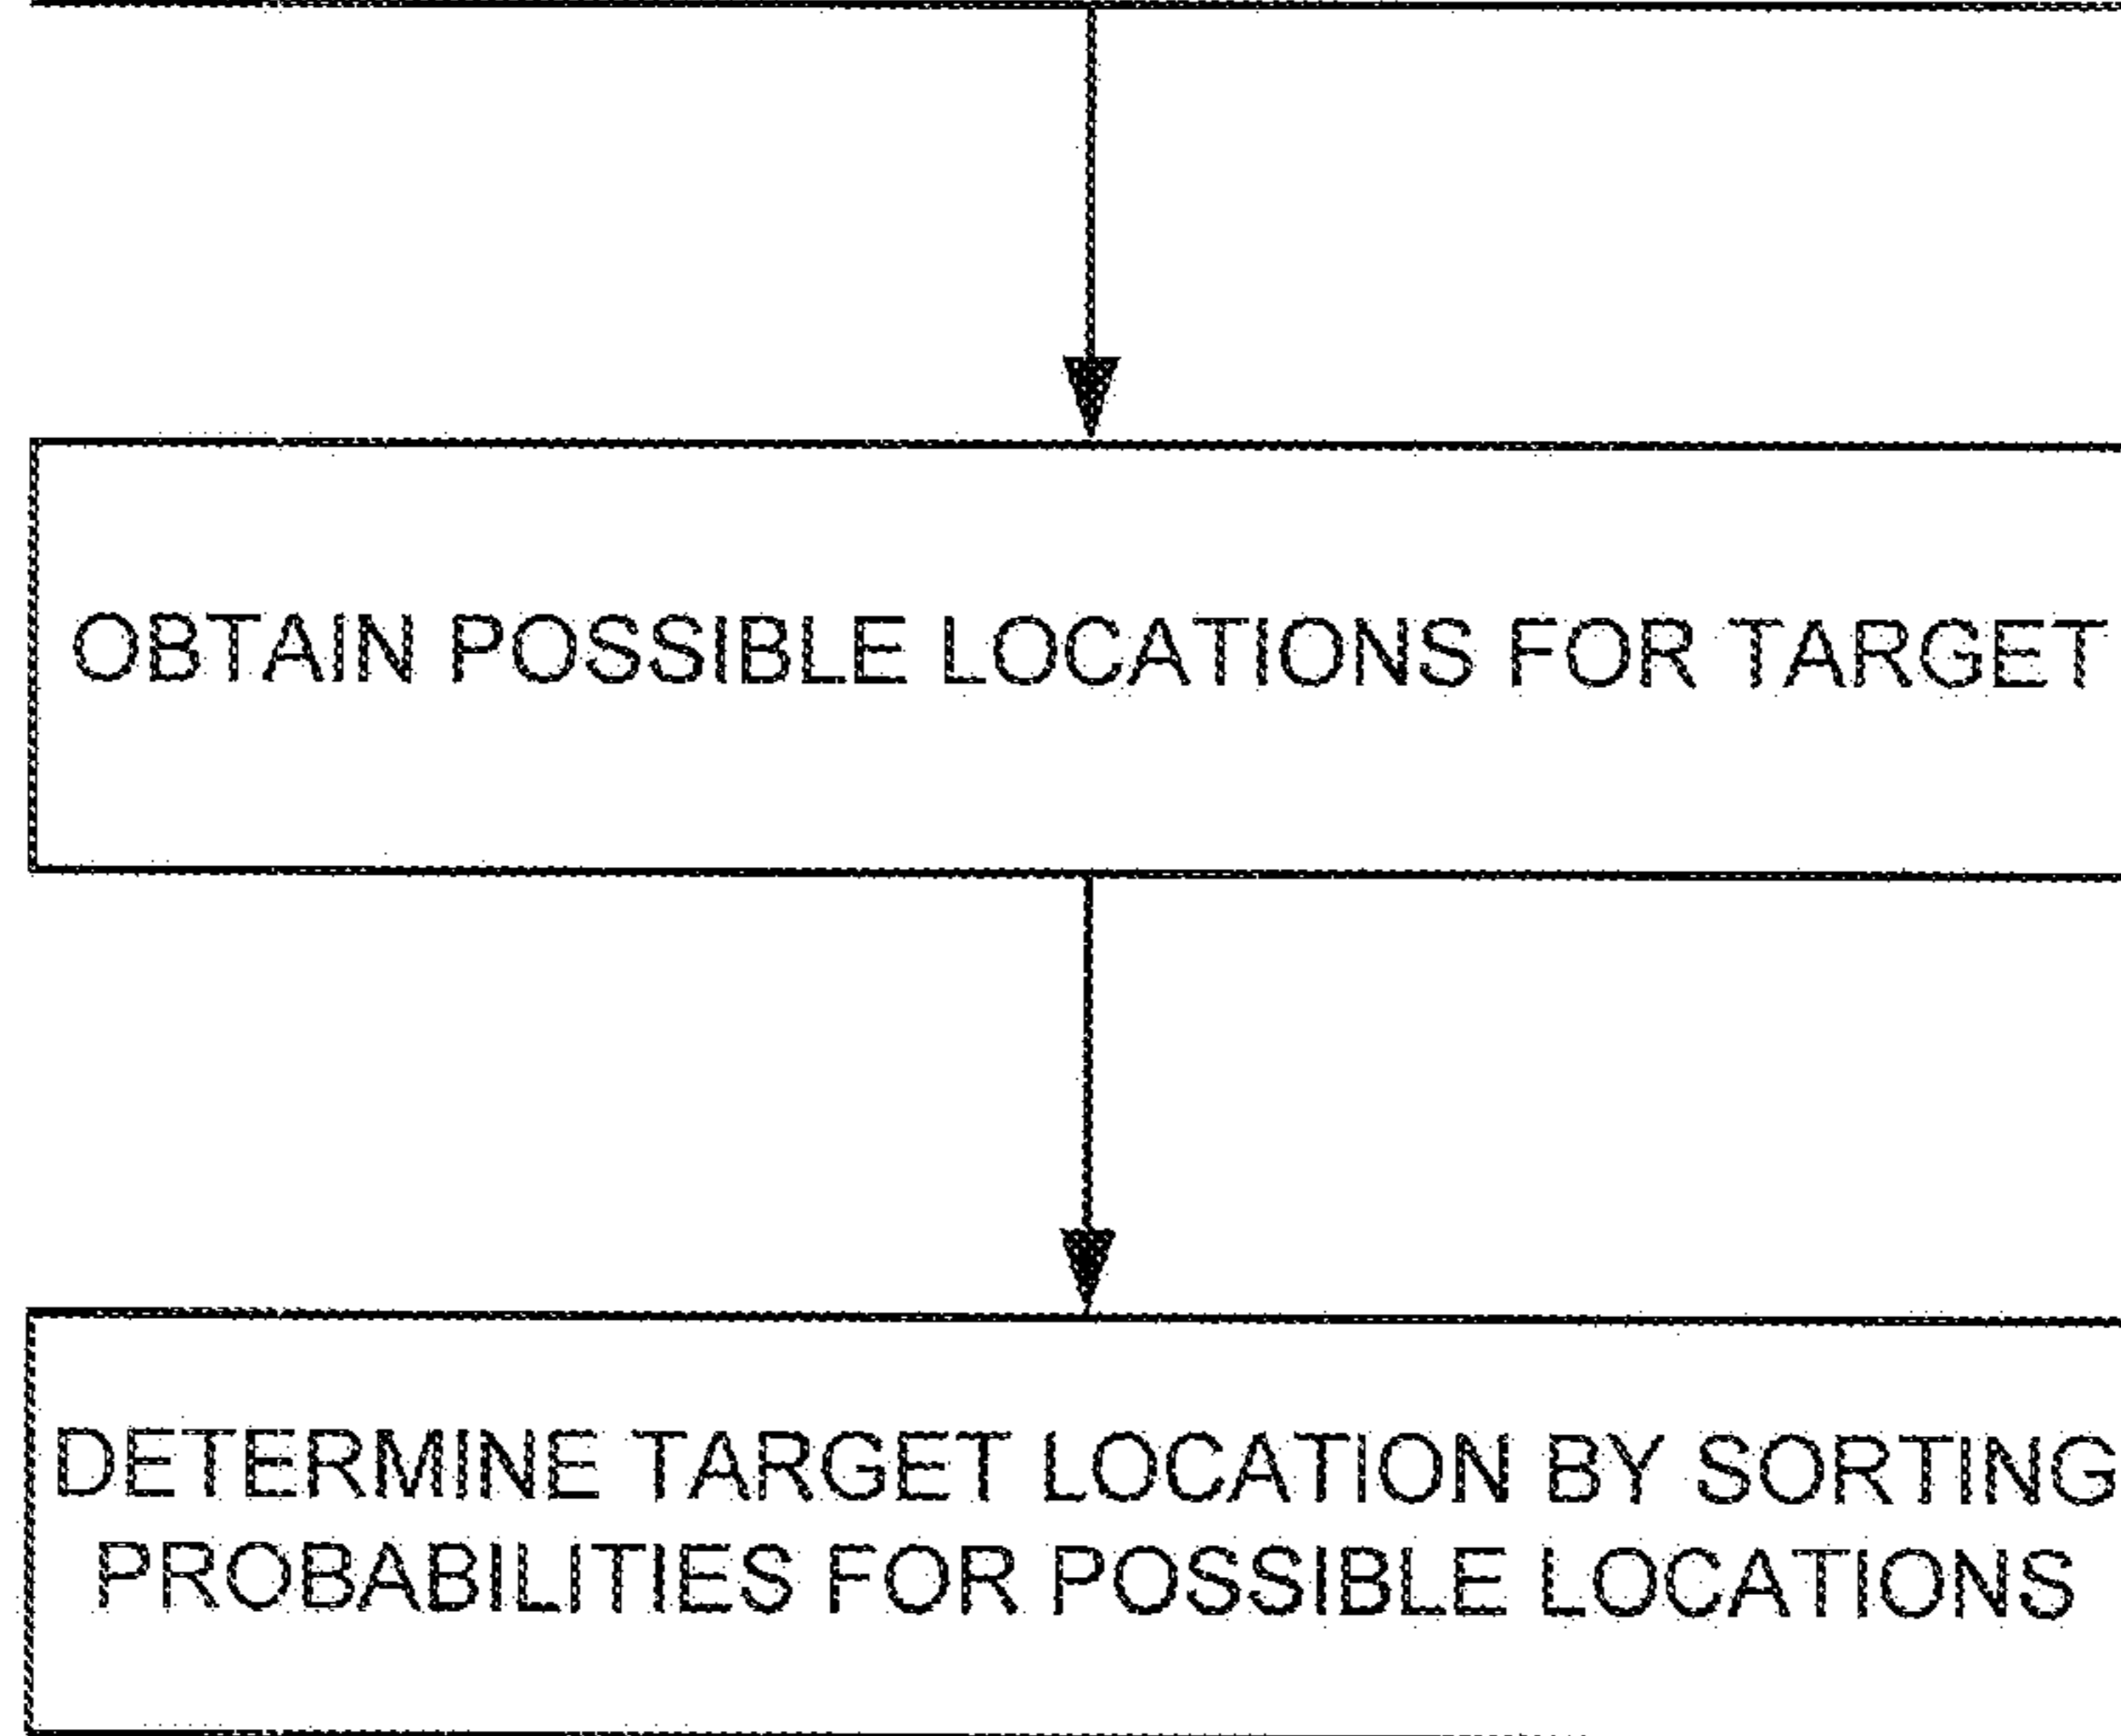 OBTAIN POSSIBLE LOCATIONS FOR TARGET
DETERMINE TARGET LOCATION BY SORTING
PROBABILITIES FOR POSSIBLE LOCATIONS